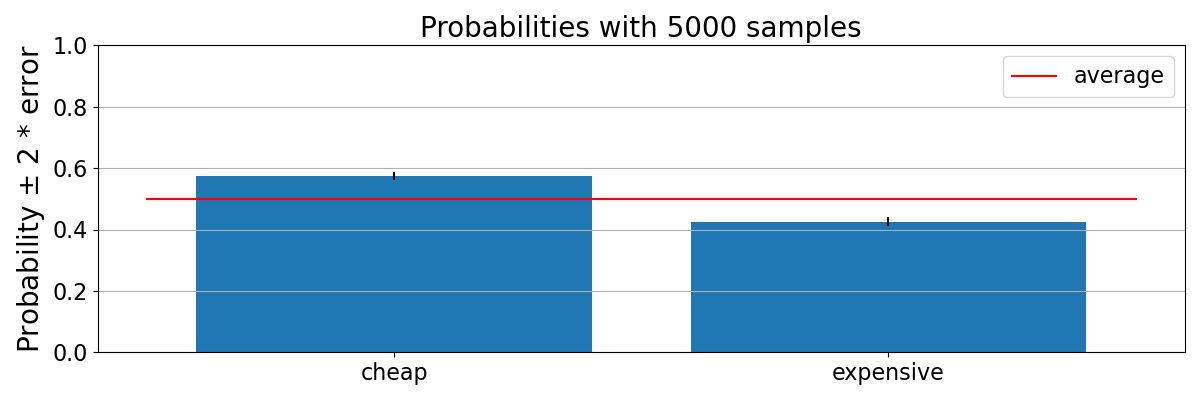 Probabilities with 5000 samples
Probability ± 2 * error
1.0
0.8
0.6
0.4
0.2
0.0
average
cheap
expensive